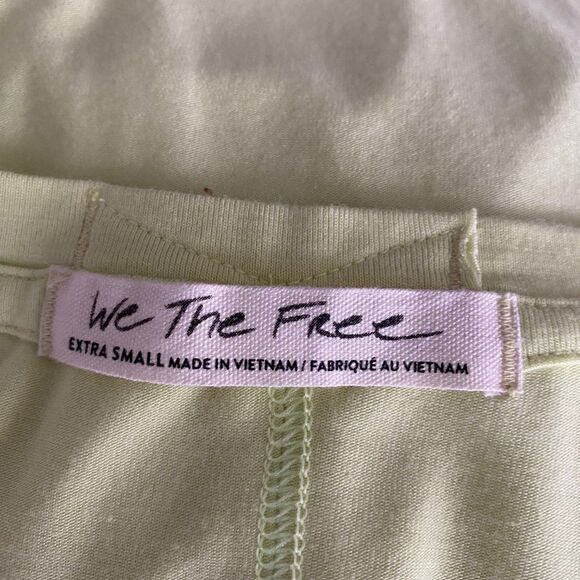 We The Free
EXTRA SMALL MADE IN VIETNAM / FABRIQUÉ AU VIETNAM